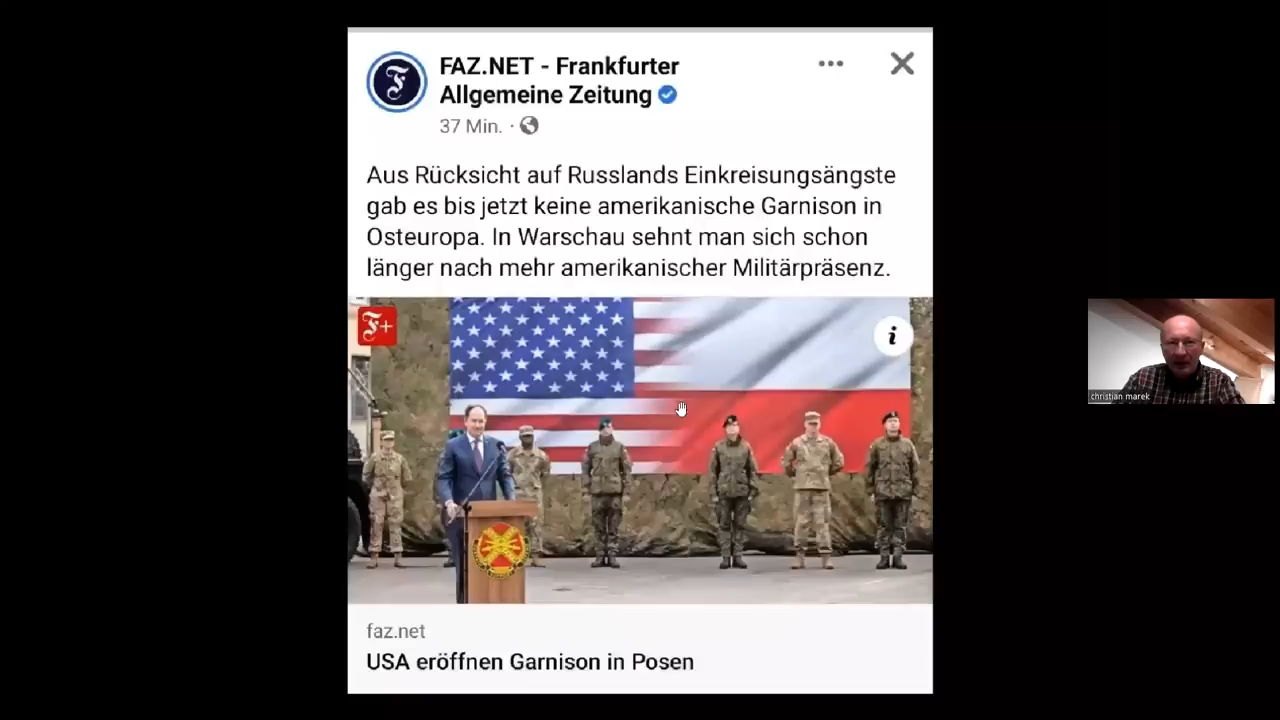 FAZ.NET - Frankfurter
Allgemeine Zeitung
37 Min. ·
Aus Rücksicht auf Russlands Einkreisungsängste
gab es bis jetzt keine amerikanische Garnison in
Osteuropa. In Warschau sehnt man sich schon
länger nach mehr amerikanischer Militärpräsenz.
F+
i
christian marek
faz.net
USA eröffnen Garnison in Posen